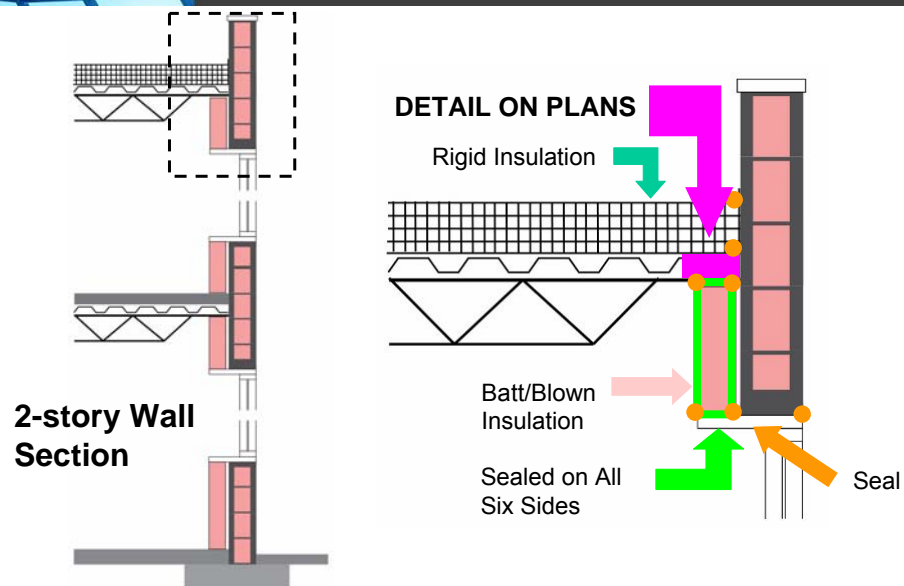 DETAIL ON PLANS
Rigid Insulation
Batt/Blown
Insulation
2-story Wall
Section
Sealed on All
Six Sides
Seal